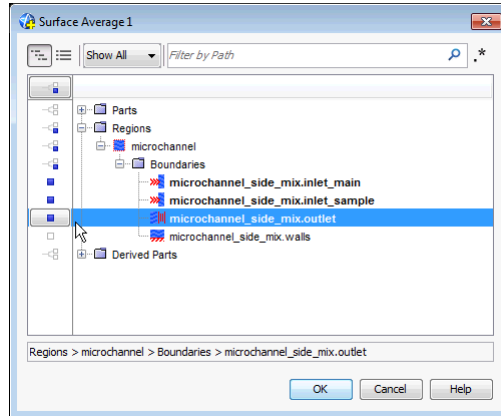 Surface Average 1
Show All Filter by Path .*
Parts
Regions
microchannel
Boundaries
microchannel_side_mix.inlet_main
microchannel_side_mix.inlet_sample
microchannel_side_mix.outlet
microchannel_side_mix.walls
Derived Parts
Regions > microchannel > Boundaries > microchannel_side_mix.outlet
OK Cancel Help